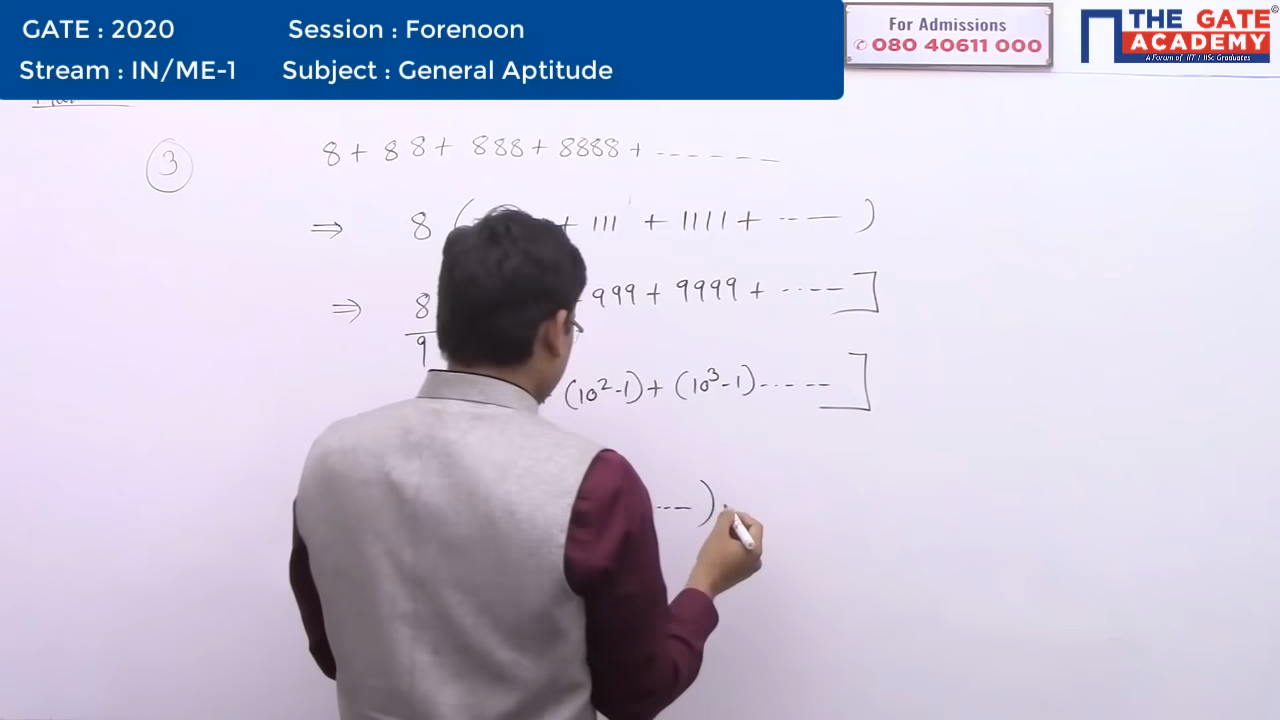 GATE : 2020 Session : Forenoon
Stream : IN/ME-1 Subject : General Aptitude
For Admissions
080 40611 000
THE GATE ACADEMY
A Forum of IIT / IISc Graduates
3 8 + 88 + 888 + 8888 + ------
⇒ 8 ( + 111 + 1111 + ----- )
⇒ 8/9 999 + 9999 + ----- ]
(10²-1) + (10³-1) ----- ]
---- )